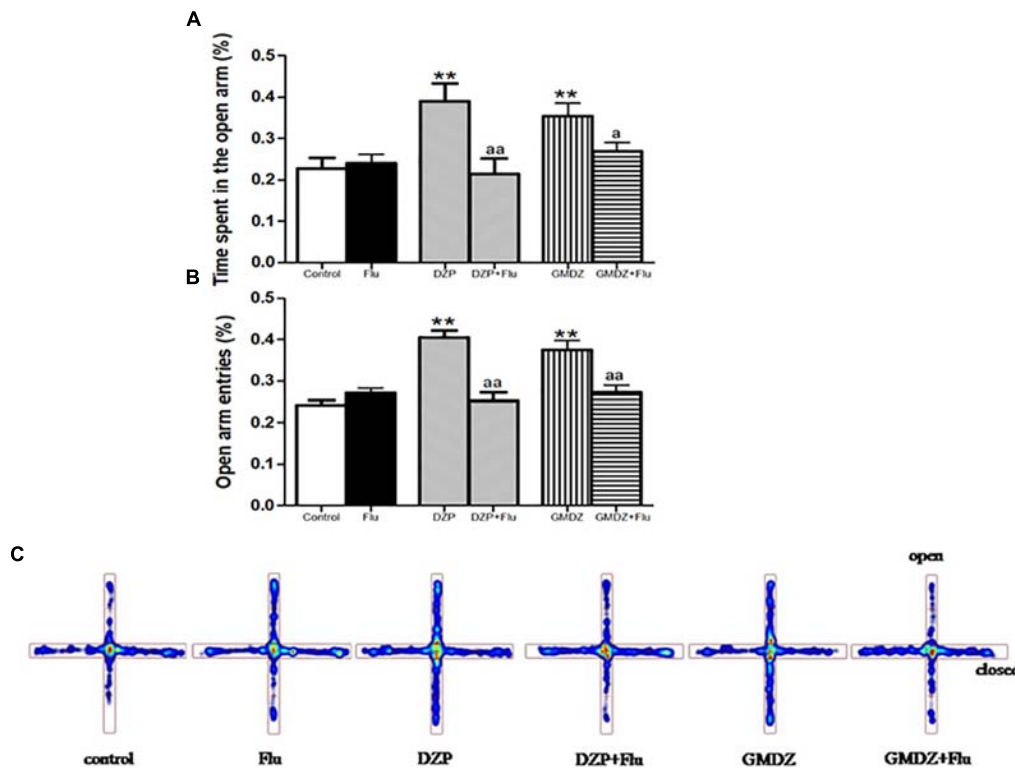 A
Time spent in the open arm (%)
0.5
0.4
0.3
0.2
0.1
0.0
**
aa
**
a
Control Flu DZP DZP+Flu GMDZ GMDZ+Flu
B
Open arm entries (%)
0.5
0.4
0.3
0.2
0.1
0.0
**
aa
**
aa
Control Flu DZP DZP+Flu GMDZ GMDZ+Flu
C
open
closed
control Flu DZP DZP+Flu GMDZ GMDZ+Flu